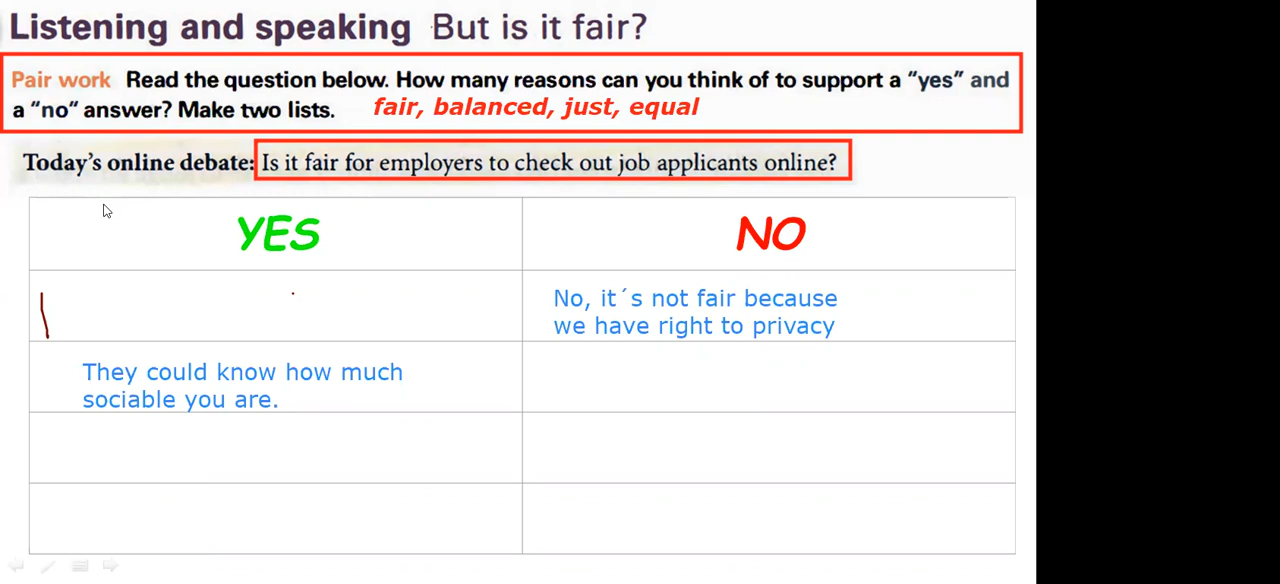 Listening and speaking But is it fair?
Pair work Read the question below. How many reasons can you think of to support a “yes” and
a “no” answer? Make two lists. fair, balanced, just, equal
Today’s online debate: Is it fair for employers to check out job applicants online?
YES NO
No, it´s not fair because
we have right to privacy
They could know how much
sociable you are.